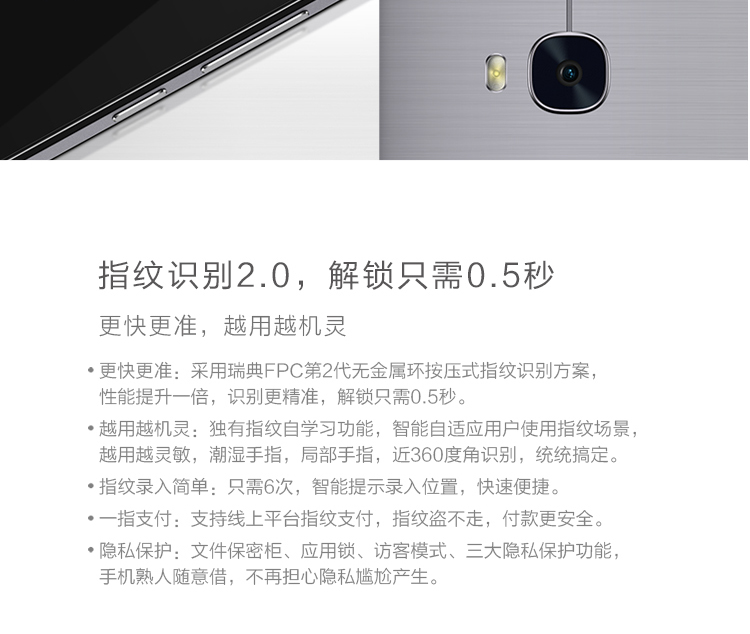 指纹识别2.0，解锁只需0.5秒
更快更准，越用越机灵
• 更快更准：采用瑞典FPC第2代无金属环按压式指纹识别方案，
性能提升一倍，识别更精准，解锁只需0.5秒。
• 越用越机灵：独有指纹自学习功能，智能自适应用户使用指纹场景，
越用越灵敏，潮湿手指，局部手指，近360度角识别，统统搞定。
• 指纹录入简单：只需6次，智能提示录入位置，快速便捷。
• 一指支付：支持线上平台指纹支付，指纹盗不走，付款更安全。
• 隐私保护：文件保密柜、应用锁、访客模式、三大隐私保护功能，
手机熟人随意借，不再担心隐私尴尬产生。